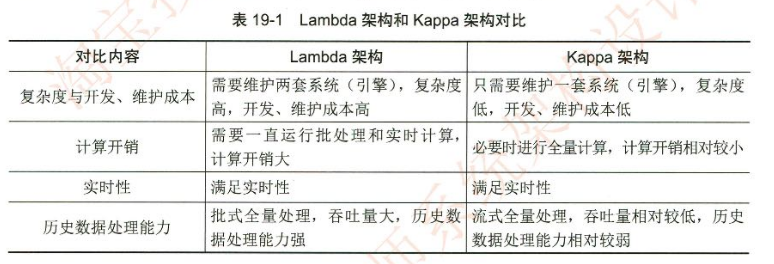 表 19-1 Lambda 架构和 Kappa 架构对比
对比内容 Lambda 架构 Kappa 架构
复杂度与开发、维护成本 需要维护两套系统（引擎），复杂度高，开发、维护成本高 只需要维护一套系统（引擎），复杂度低，开发、维护成本低
计算开销 需要一直运行批处理和实时计算，计算开销大 必要时进行全量计算，计算开销相对较小
实时性 满足实时性 满足实时性
历史数据处理能力 批式全量处理，吞吐量大，历史数据处理能力强 流式全量处理，吞吐量相对较低，历史数据处理能力相对较弱